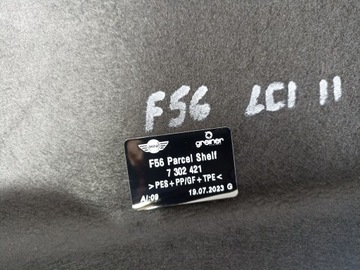 F56 LCI II
MINI
greiner
F56 Parcel Shelf
7 302 421
>PES+PP/GF+TPE<
AI:09 19.07.2023 G